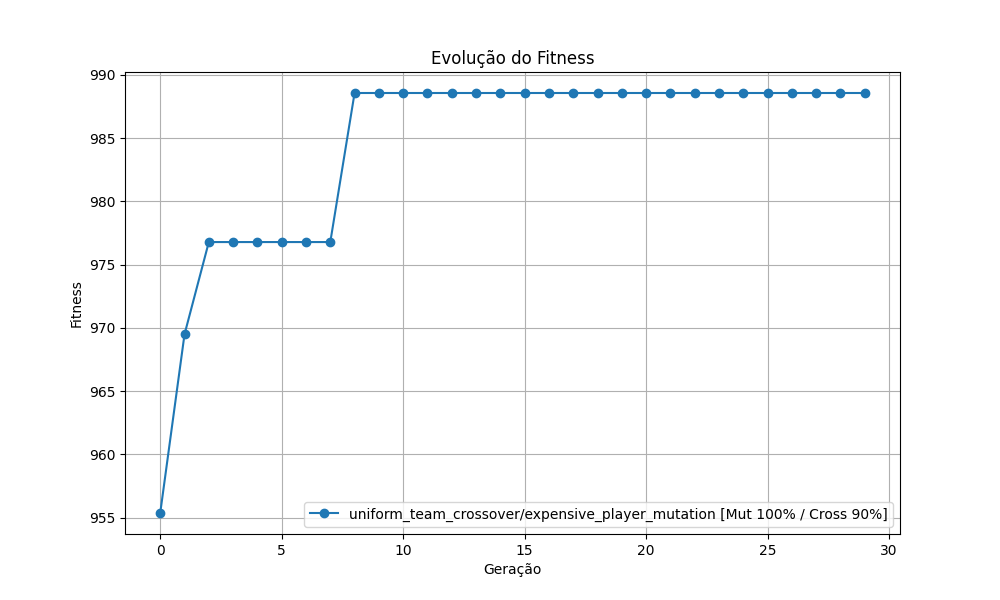 Evolução do Fitness
Fitness
990
985
980
975
970
965
960
955
uniform_team_crossover/expensive_player_mutation [Mut 100% / Cross 90%]
0 5 10 15 20 25 30
Geração